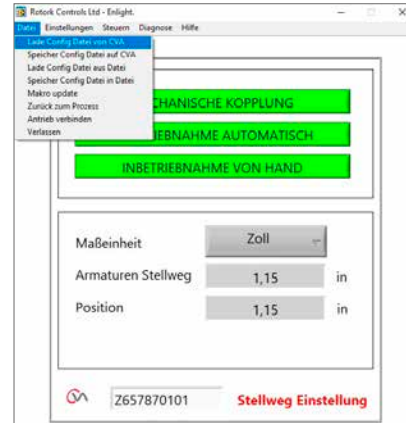 Rotork Controls Ltd - Enlight.
Datei Einstellungen Steuern Diagnose Hilfe
Lade Config Datei von CVA
Speicher Config Datei auf CVA
Lade Config Datei aus Datei
Speicher Config Datei in Datei
Makro update
Zurück zum Prozess
Antrieb verbinden
Verlassen
CHANISCHE KOPPLUNG
IEBNAHME AUTOMATISCH
INBETRIEBNAHME VON HAND
Maßeinheit Zoll
Armaturen Stellweg 1,15 in
Position 1,15 in
Z657870101 Stellweg Einstellung